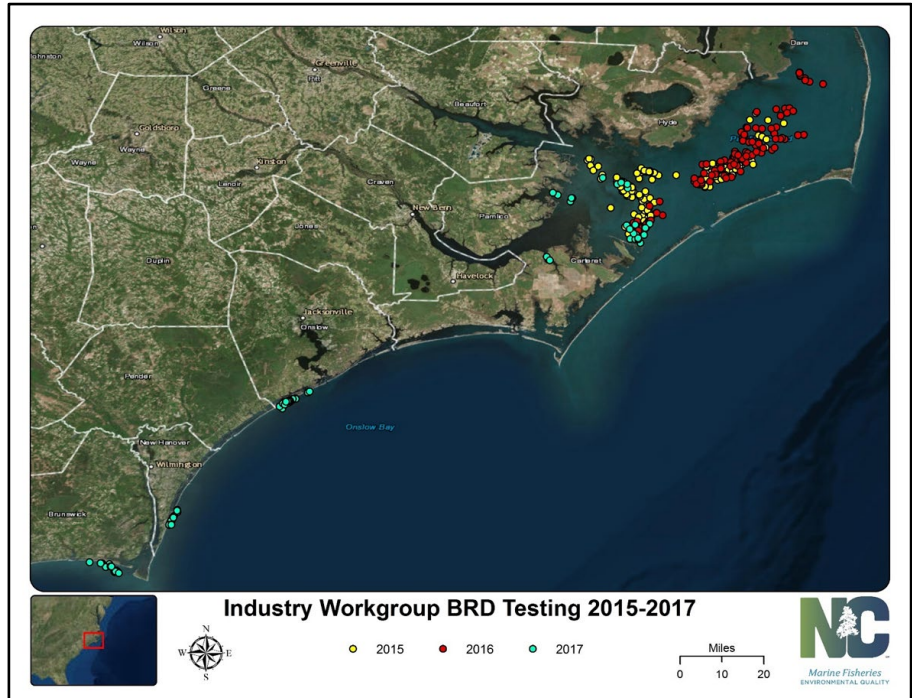 Wilson
Wilson
Johnston
Greene
Greenville
Pitt
Dare
Beaufort
Hyde
Goldsboro
Wayne
Wayne
Kinston
Lenoir
Craven
New Bern
Pamlico
Jones
Duplin
Havelock
Carteret
Jacksonville
Onslow
Pender
Onslow Bay
New Hanover
Wilmington
Brunswick
Industry Workgroup BRD Testing 2015-2017
N
W E
S
2015 2016 2017
Miles
0 10 20
NC
Marine Fisheries
ENVIRONMENTAL QUALITY